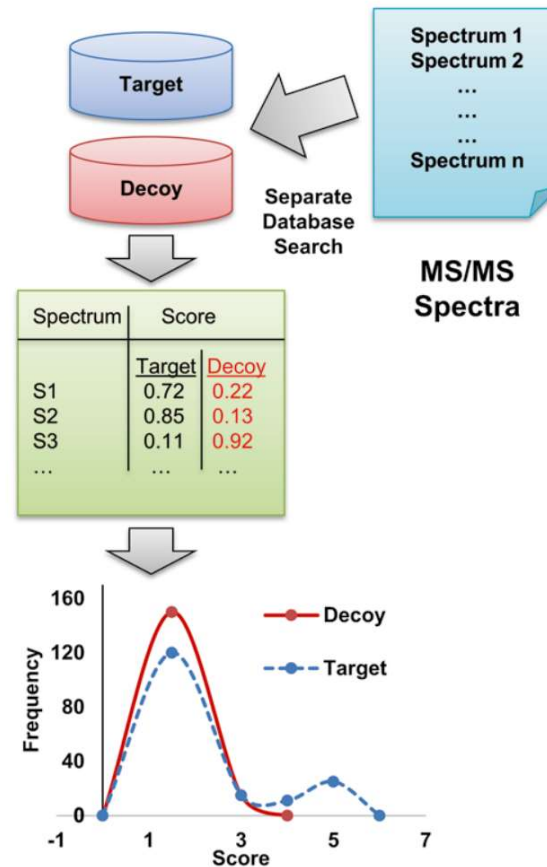 Target
Decoy
Spectrum 1
Spectrum 2
...
...
...
Spectrum n
Separate
Database
Search
MS/MS
Spectra
Spectrum Score
Target Decoy
S1 0.72 0.22
S2 0.85 0.13
S3 0.11 0.92
... ... ...
160
120
80
40
0
Frequency
Decoy
Target
-1 1 3 5 7
Score